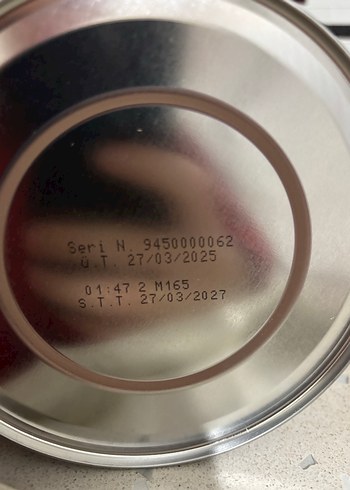 Seri N. 9450000062
Ü.T. 27/03/2025
01:47 2 M165
S.T.T. 27/03/2027